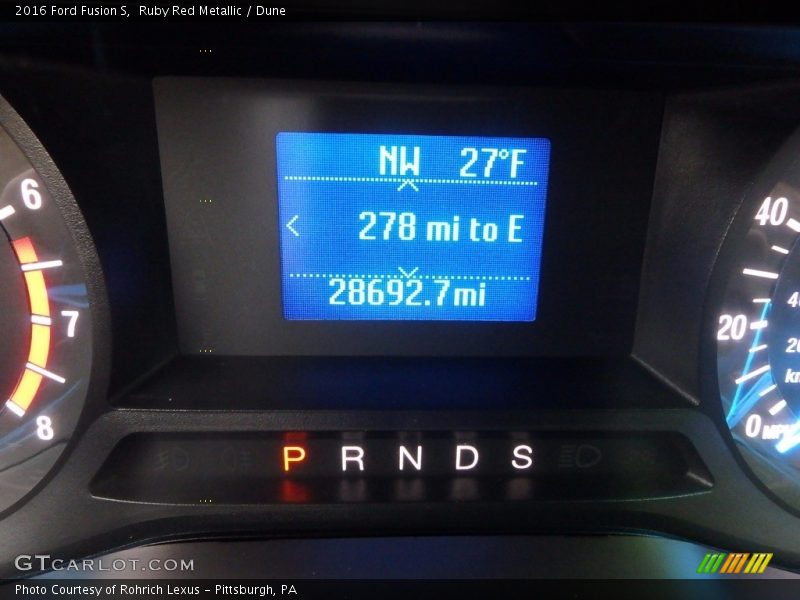 2016 Ford Fusion S,  Ruby Red Metallic / Dune
NW 27°F
278 mi to E
28692.7mi
6
7
8
40
20
0 MPH
P R N D S
GTCARLOT.COM
Photo Courtesy of Rohrich Lexus – Pittsburgh, PA